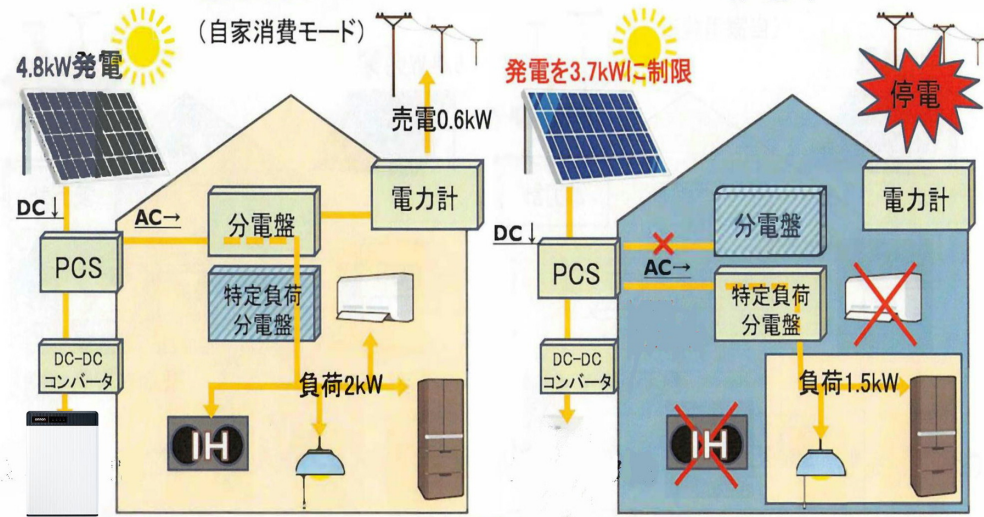 (自家消費モード)
4.8kW発電
売電0.6kW
電力計
DC↓
AC→
分電盤
PCS
特定負荷
分電盤
DC-DC
コンバータ
負荷2kW
IH
発電を3.7kWに制限
停電
電力計
分電盤
DC↓
PCS
AC→
特定負荷
分電盤
DC-DC
コンバータ
負荷1.5kW
IH